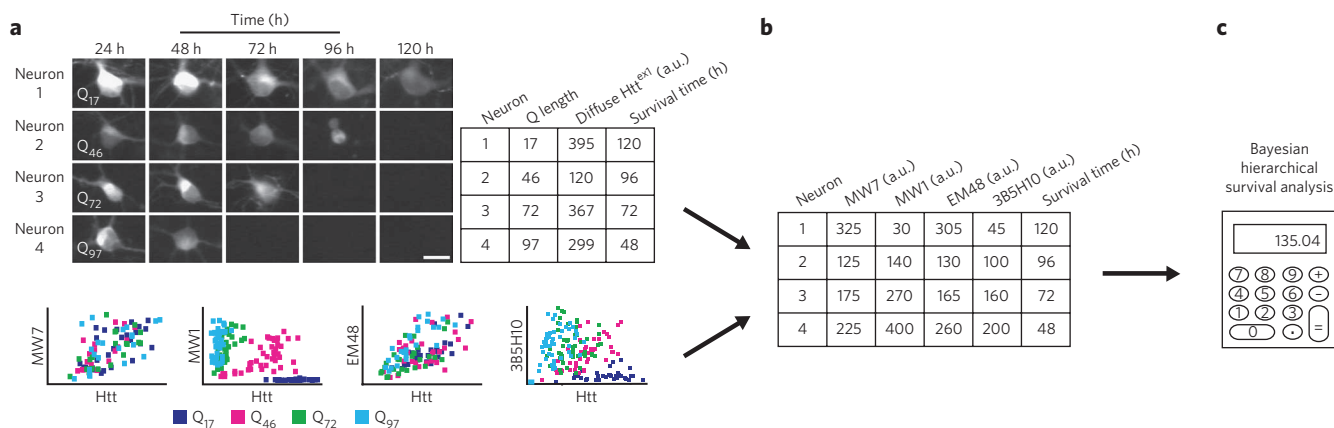 a
Time (h)
24 h 48 h 72 h 96 h 120 h
Neuron 1
Q17
Neuron 2
Q46
Neuron 3
Q72
Neuron 4
Q97
Neuron Q length Diffuse Htt^ex1 (a.u.) Survival time (h)
1 17 395 120
2 46 120 96
3 72 367 72
4 97 299 48
MW7
Htt
MW1
Htt
EM48
Htt
3B5H10
Htt
Q17 Q46 Q72 Q97
b
Neuron MW7 (a.u.) MW1 (a.u.) EM48 (a.u.) 3B5H10 (a.u.) Survival time (h)
1 325 30 305 45 120
2 125 140 130 100 96
3 175 270 165 160 72
4 225 400 260 200 48
c
Bayesian
hierarchical
survival analysis
135.04
7 8 9 +
4 5 6 −
1 2 3
0 · =